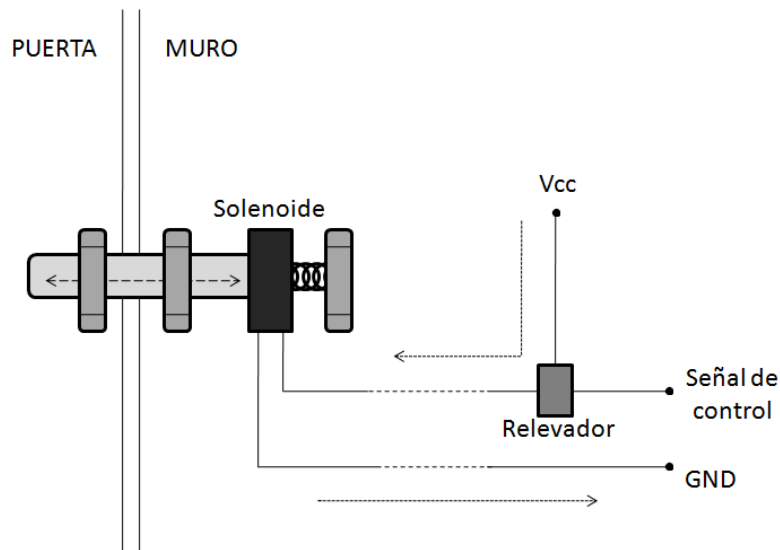 PUERTA
MURO
Solenoide
Vcc
Señal de
control
Relevador
GND